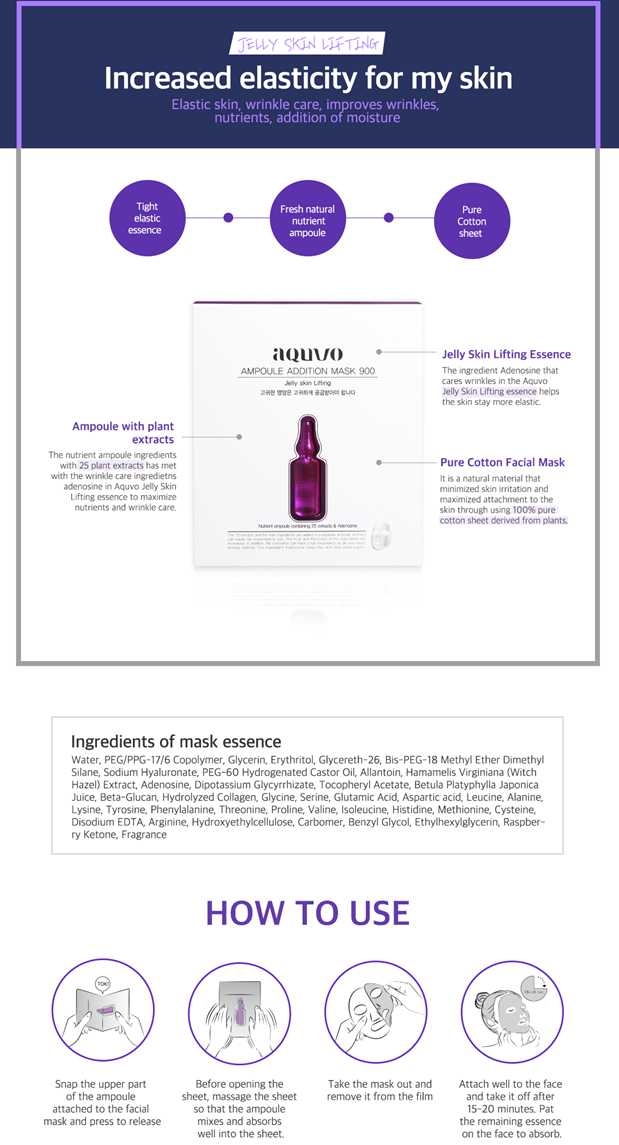 JELLY SKIN LIFTING
Increased elasticity for my skin
Elastic skin, wrinkle care, improves wrinkles,
nutrients, addition of moisture
Tight
elastic
essence
Fresh natural
nutrient
ampoule
Pure
Cotton
sheet
aquvo
AMPOULE ADDITION MASK 900
Jelly skin Lifting
고귀한 영양은 고귀하게 공급받아야 합니다
Nutrient ampoule containing 25 extracts & Adenosine
Jelly Skin Lifting Essence
The ingredient Adenosine that
cares wrinkles in the Aquvo
Jelly Skin Lifting essence helps
the skin stay more elastic.
Ampoule with plant
extracts
The nutrient ampoule ingredients
with 25 plant extracts has met
with the wrinkle care ingredietns
adenosine in Aquvo Jelly Skin
Lifting essence to maximize
nutrients and wrinkle care.
Pure Cotton Facial Mask
It is a natural material that
minimized skin irritation and
maximized attachment to the
skin through using 100% pure
cotton sheet derived from plants.
Ingredients of mask essence
Water, PEG/PPG-17/6 Copolymer, Glycerin, Erythritol, Glycereth-26, Bis-PEG-18 Methyl Ether Dimethyl
Silane, Sodium Hyaluronate, PEG-60 Hydrogenated Castor Oil, Allantoin, Hamamelis Virginiana (Witch
Hazel) Extract, Adenosine, Dipotassium Glycyrrhizate, Tocopheryl Acetate, Betula Platyphylla Japonica
Juice, Beta-Glucan, Hydrolyzed Collagen, Glycine, Serine, Glutamic Acid, Aspartic acid, Leucine, Alanine,
Lysine, Tyrosine, Phenylalanine, Threonine, Proline, Valine, Isoleucine, Histidine, Methionine, Cysteine,
Disodium EDTA, Arginine, Hydroxyethylcellulose, Carbomer, Benzyl Glycol, Ethylhexylglycerin, Raspber-
ry Ketone, Fragrance
HOW TO USE
TOK!
15~20 min
Snap the upper part
of the ampoule
attached to the facial
mask and press to release
Before opening the
sheet, massage the sheet
so that the ampoule
mixes and absorbs
well into the sheet.
Take the mask out and
remove it from the film
Attach well to the face
and take it off after
15-20 minutes. Pat
the remaining essence
on the face to absorb.